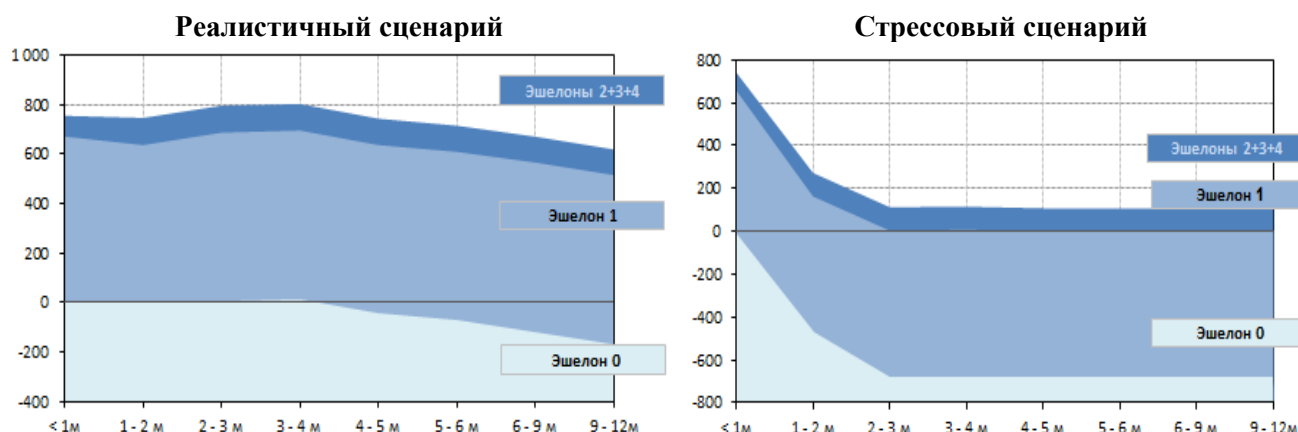 Реалистичный сценарий
1 000
800
600
400
200
0
-200
-400
Эшелоны 2+3+4
Эшелон 1
Эшелон 0
< 1м 1 - 2 м 2 - 3 м 3 - 4 м 4 - 5 м 5 - 6 м 6 - 9 м 9 - 12м
Стрессовый сценарий
800
600
400
200
0
-200
-400
-600
-800
Эшелоны 2+3+4
Эшелон 1
Эшелон 0
< 1м 1 - 2 м 2 - 3 м 3 - 4 м 4 - 5 м 5 - 6 м 6 - 9 м 9 - 12м